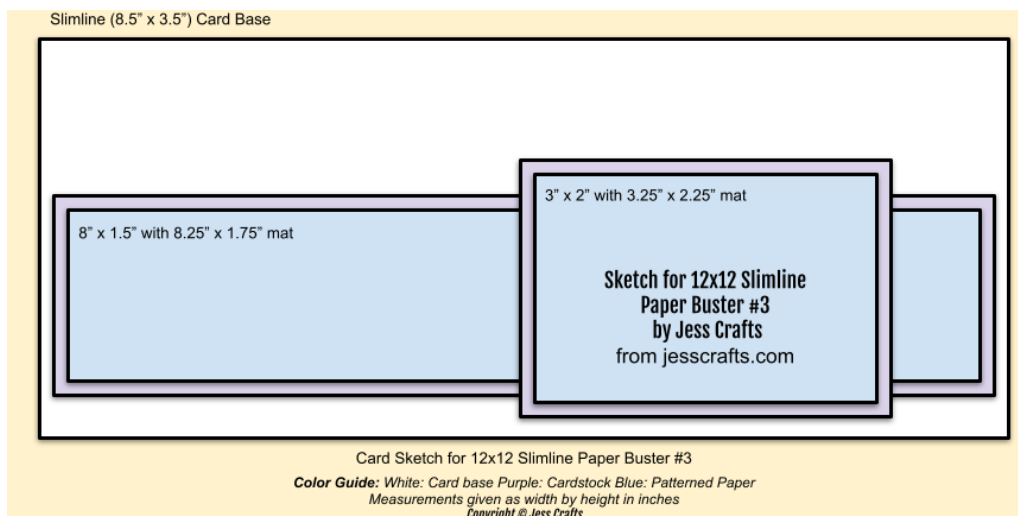 Slimline (8.5” x 3.5”) Card Base
3” x 2” with 3.25” x 2.25” mat
8” x 1.5” with 8.25” x 1.75” mat
Sketch for 12x12 Slimline
Paper Buster #3
by Jess Crafts
from jesscrafts.com
Card Sketch for 12x12 Slimline Paper Buster #3
Color Guide: White: Card base Purple: Cardstock Blue: Patterned Paper
Measurements given as width by height in inches
Copyright © Jess Crafts